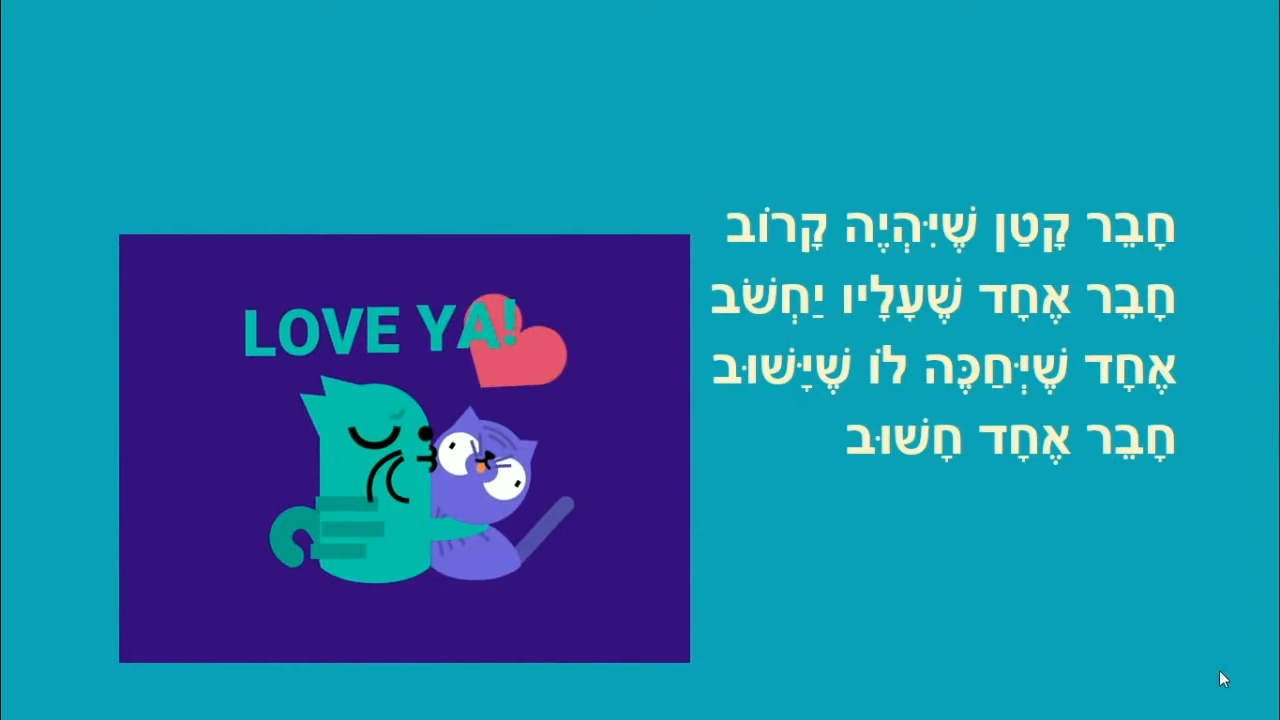 LOVE YA!
חָבֵר קָטַן שֶׁיִּהְיֶה קָרוֹב
חָבֵר אֶחָד שֶׁעָלָיו יַחְשֹׁב
אֶחָד שֶׁיְּחַכֶּה לוֹ שֶׁיָּשׁוּב
חָבֵר אֶחָד חָשׁוּב